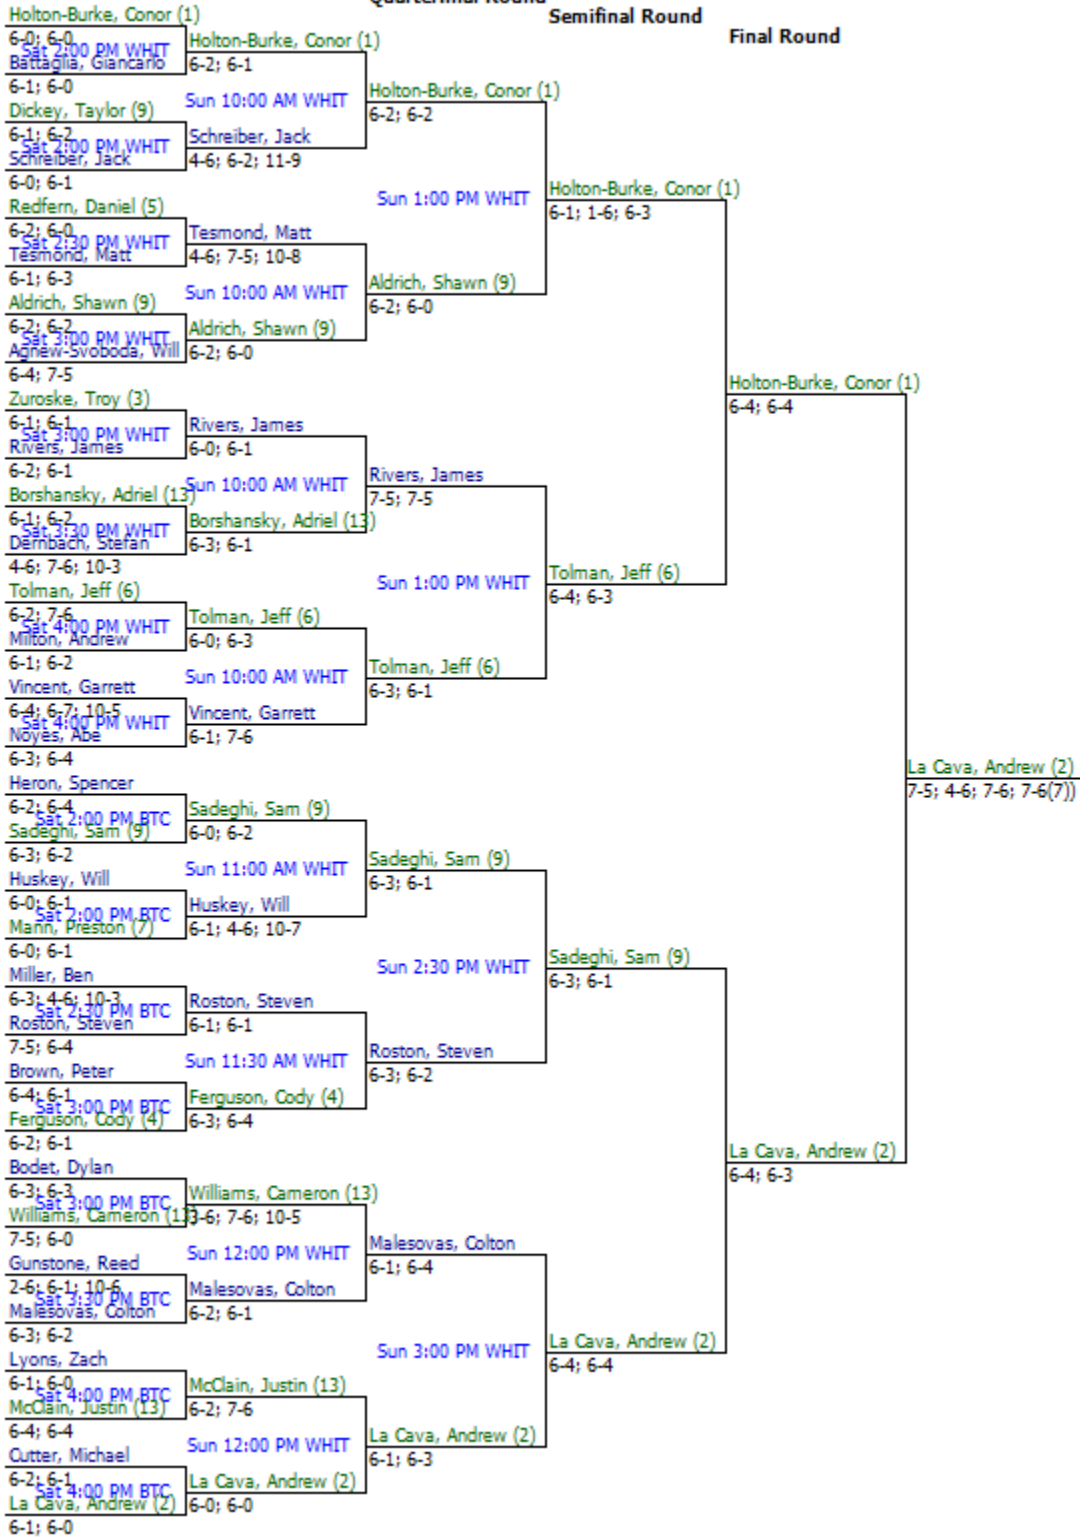 Quarterfinal Round
Semifinal Round
Final Round
Holton-Burke, Conor (1)
6-0; 6-0
Sat 2:00 PM WHIT
Battaglia, Giancarlo
6-1; 6-0
Dickey, Taylor (9)
6-1; 6-2
Sat 2:00 PM WHIT
Schreiber, Jack
6-0; 6-1
Redfern, Daniel (5)
6-2; 6-0
Sat 2:30 PM WHIT
Tesmond, Matt
6-1; 6-3
Aldrich, Shawn (9)
6-2; 6-2
Sat 3:00 PM WHIT
Agnew-Svoboda, Will
6-4; 7-5
Zuroske, Troy (3)
6-1; 6-1
Sat 3:00 PM WHIT
Rivers, James
6-2; 6-1
Borshansky, Adriel (13)
6-1; 6-2
Sat 3:30 PM WHIT
Dernbach, Stefan
4-6; 7-6; 10-3
Tolman, Jeff (6)
6-2; 7-6
Sat 4:00 PM WHIT
Milton, Andrew
6-1; 6-2
Vincent, Garrett
6-4; 6-7; 10-5
Sat 4:00 PM WHIT
Noyes, Abe
6-3; 6-4
Heron, Spencer
6-2; 6-4
Sat 2:00 PM BTC
Sadeghi, Sam (9)
6-3; 6-2
Huskey, Will
6-0; 6-1
Sat 2:00 PM BTC
Mann, Preston (7)
6-0; 6-1
Miller, Ben
6-3; 4-6; 10-3
Sat 2:30 PM BTC
Roston, Steven
7-5; 6-4
Brown, Peter
6-4; 6-1
Sat 3:00 PM BTC
Ferguson, Cody (4)
6-2; 6-1
Bodet, Dylan
6-3; 6-3
Sat 3:00 PM BTC
Williams, Cameron (13)
7-5; 6-0
Gunstone, Reed
2-6; 6-1; 10-6
Sat 3:30 PM BTC
Malesovas, Colton
6-3; 6-2
Lyons, Zach
6-1; 6-0
Sat 4:00 PM BTC
McClain, Justin (13)
6-4; 6-4
Cutter, Michael
6-2; 6-1
Sat 4:00 PM BTC
La Cava, Andrew (2)
6-1; 6-0
Holton-Burke, Conor (1)
6-2; 6-1
Sun 10:00 AM WHIT
Schreiber, Jack
4-6; 6-2; 11-9
Tesmond, Matt
4-6; 7-5; 10-8
Sun 10:00 AM WHIT
Aldrich, Shawn (9)
6-2; 6-0
Rivers, James
6-0; 6-1
Sun 10:00 AM WHIT
Borshansky, Adriel (13)
6-3; 6-1
Tolman, Jeff (6)
6-0; 6-3
Sun 10:00 AM WHIT
Vincent, Garrett
6-1; 7-6
Sadeghi, Sam (9)
6-0; 6-2
Sun 11:00 AM WHIT
Huskey, Will
6-1; 4-6; 10-7
Roston, Steven
6-1; 6-1
Sun 11:30 AM WHIT
Ferguson, Cody (4)
6-3; 6-4
Williams, Cameron (13)
3-6; 7-6; 10-5
Sun 12:00 PM WHIT
Malesovas, Colton
6-2; 6-1
McClain, Justin (13)
6-2; 7-6
Sun 12:00 PM WHIT
La Cava, Andrew (2)
6-0; 6-0
Holton-Burke, Conor (1)
6-2; 6-2
Sun 1:00 PM WHIT
Aldrich, Shawn (9)
6-2; 6-0
Rivers, James
7-5; 7-5
Sun 1:00 PM WHIT
Tolman, Jeff (6)
6-3; 6-1
Sadeghi, Sam (9)
6-3; 6-1
Sun 2:30 PM WHIT
Roston, Steven
6-3; 6-2
Malesovas, Colton
6-1; 6-4
Sun 3:00 PM WHIT
La Cava, Andrew (2)
6-1; 6-3
Holton-Burke, Conor (1)
6-1; 1-6; 6-3
Tolman, Jeff (6)
6-4; 6-3
Sadeghi, Sam (9)
6-3; 6-1
La Cava, Andrew (2)
6-4; 6-4
Holton-Burke, Conor (1)
6-4; 6-4
La Cava, Andrew (2)
6-4; 6-3
La Cava, Andrew (2)
7-5; 4-6; 7-6; 7-6(7))